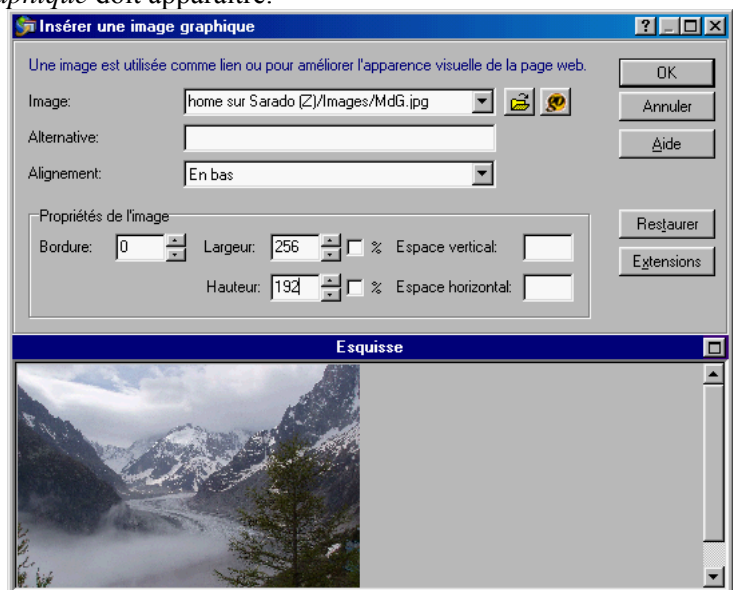 aphique doit apparaître.
Insérer une image graphique
Une image est utilisée comme lien ou pour améliorer l'apparence visuelle de la page web.
OK
Image: home sur Sarado (Z)/Images/MdG.jpg
Annuler
Alternative:
Aide
Alignement: En bas
Propriétés de l'image
Restaurer
Bordure: 0 Largeur: 256 % Espace vertical:
Extensions
Hauteur: 192 % Espace horizontal:
Esquisse